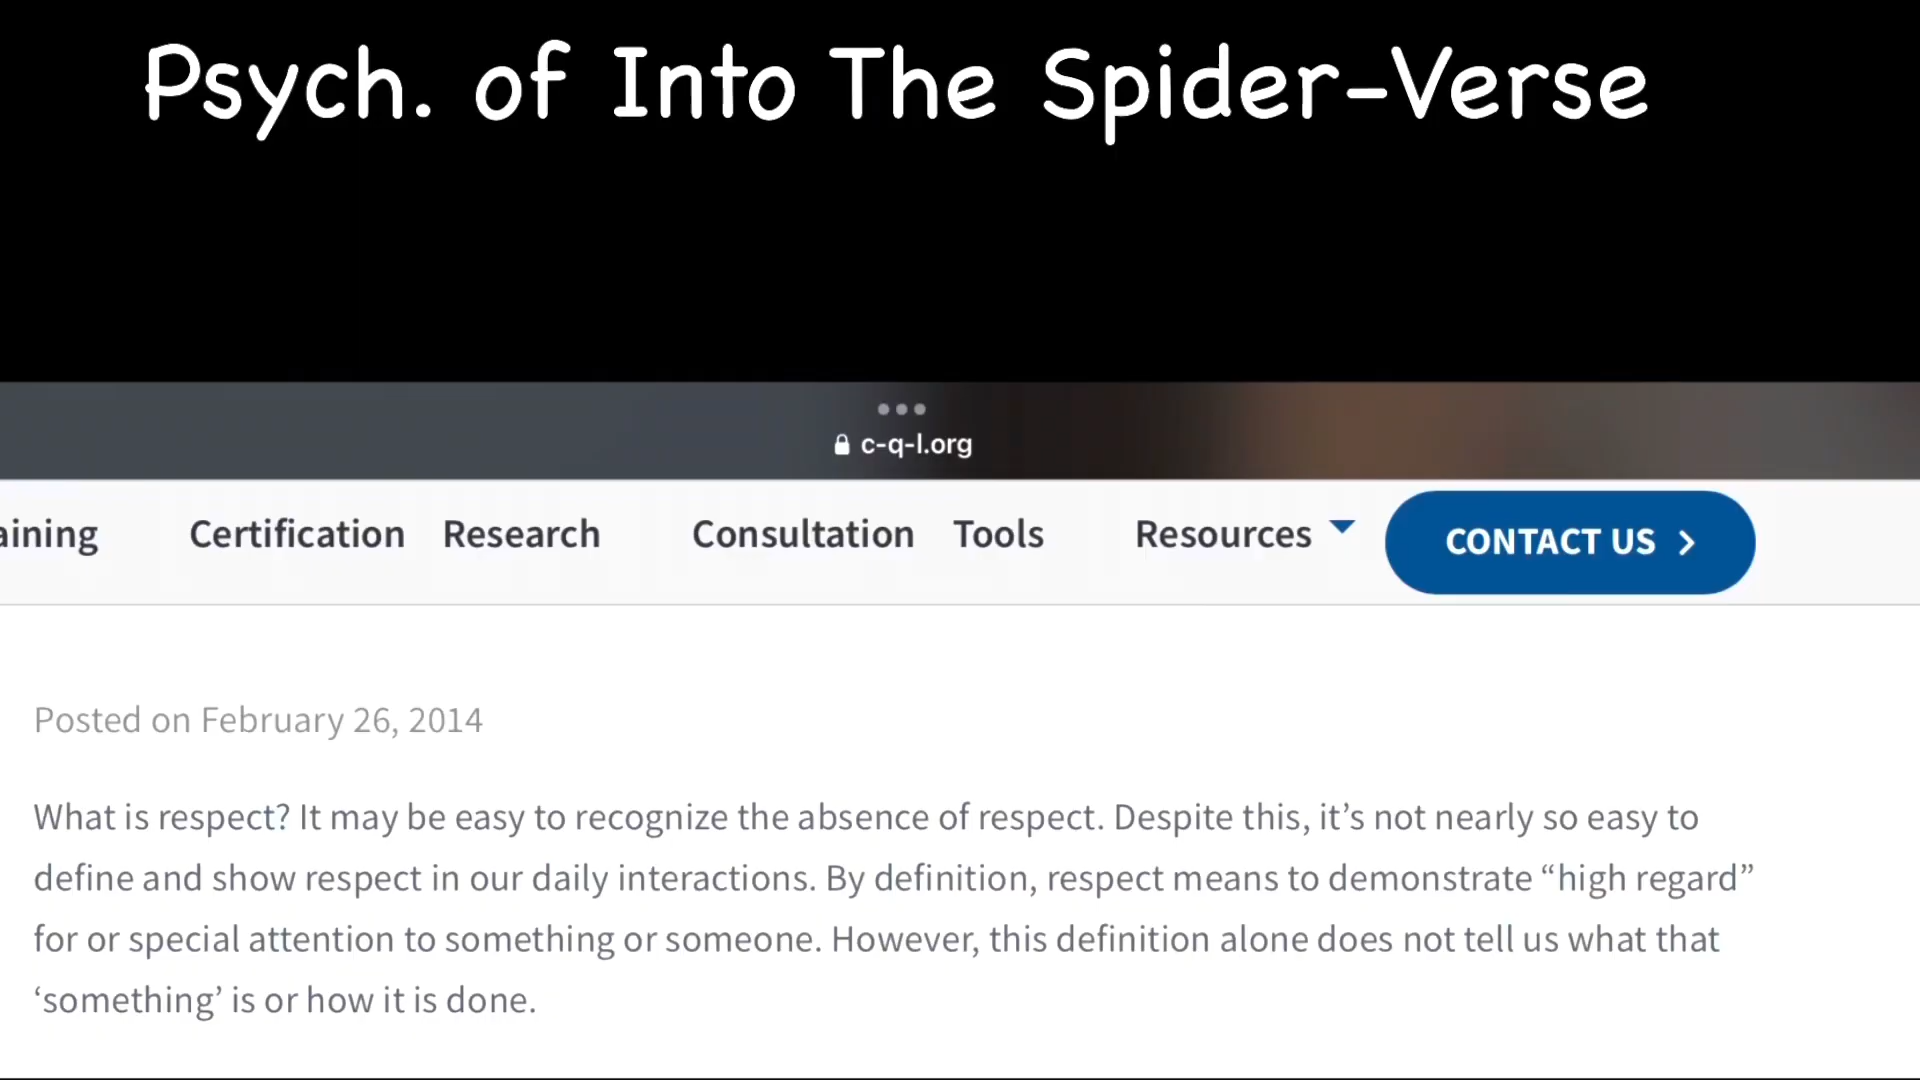 Psych. of Into The Spider-Verse
c-q-l.org
aining Certification Research Consultation Tools Resources CONTACT US
Posted on February 26, 2014
What is respect? It may be easy to recognize the absence of respect. Despite this, it’s not nearly so easy to
define and show respect in our daily interactions. By definition, respect means to demonstrate “high regard”
for or special attention to something or someone. However, this definition alone does not tell us what that
‘something’ is or how it is done.